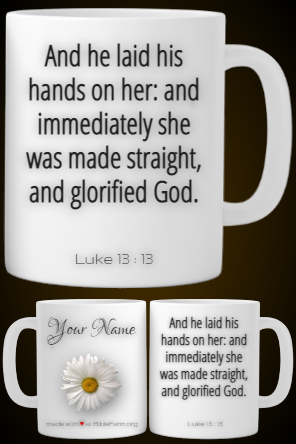 And he laid his
hands on her: and
immediately she
was made straight,
and glorified God.
Luke 13 : 13
Your Name
made with ♥ at BibleFarm.org
And he laid his
hands on her: and
immediately she
was made straight,
and glorified God.
Luke 13 : 13